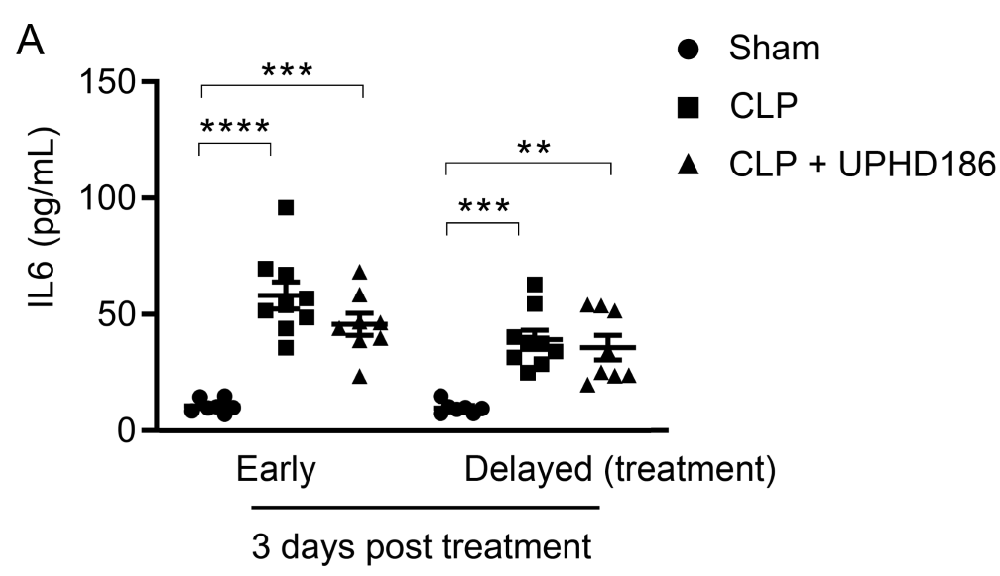 A
Sham
CLP
CLP + UPHD186
IL6 (pg/mL)
150
100
50
0
***
****
**
***
Early
Delayed (treatment)
3 days post treatment